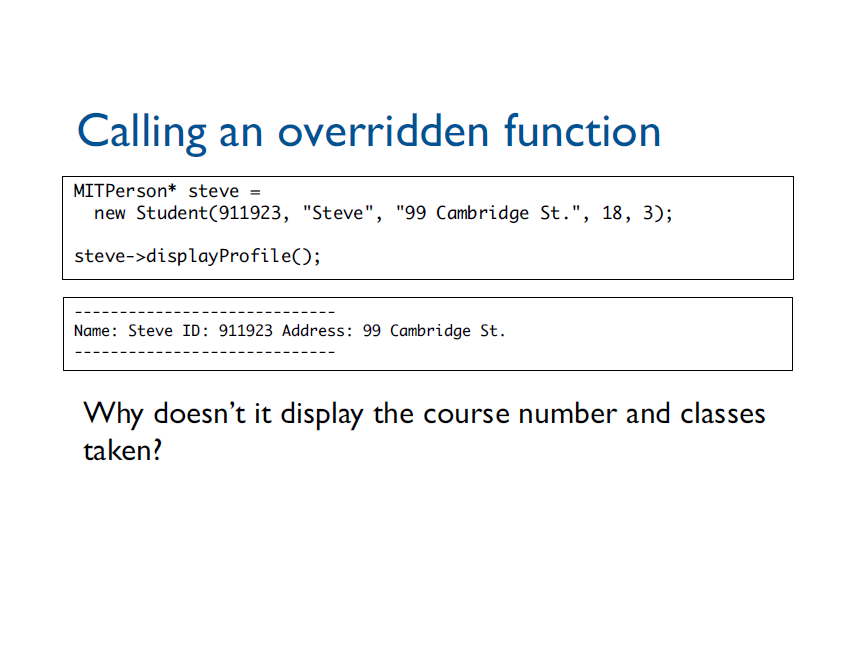 Calling an overridden function
MITPerson* steve =
  new Student(911923, "Steve", "99 Cambridge St.", 18, 3);
steve->displayProfile();
-----------------------------
Name: Steve ID: 911923 Address: 99 Cambridge St.
-----------------------------
Why doesn’t it display the course number and classes
taken?